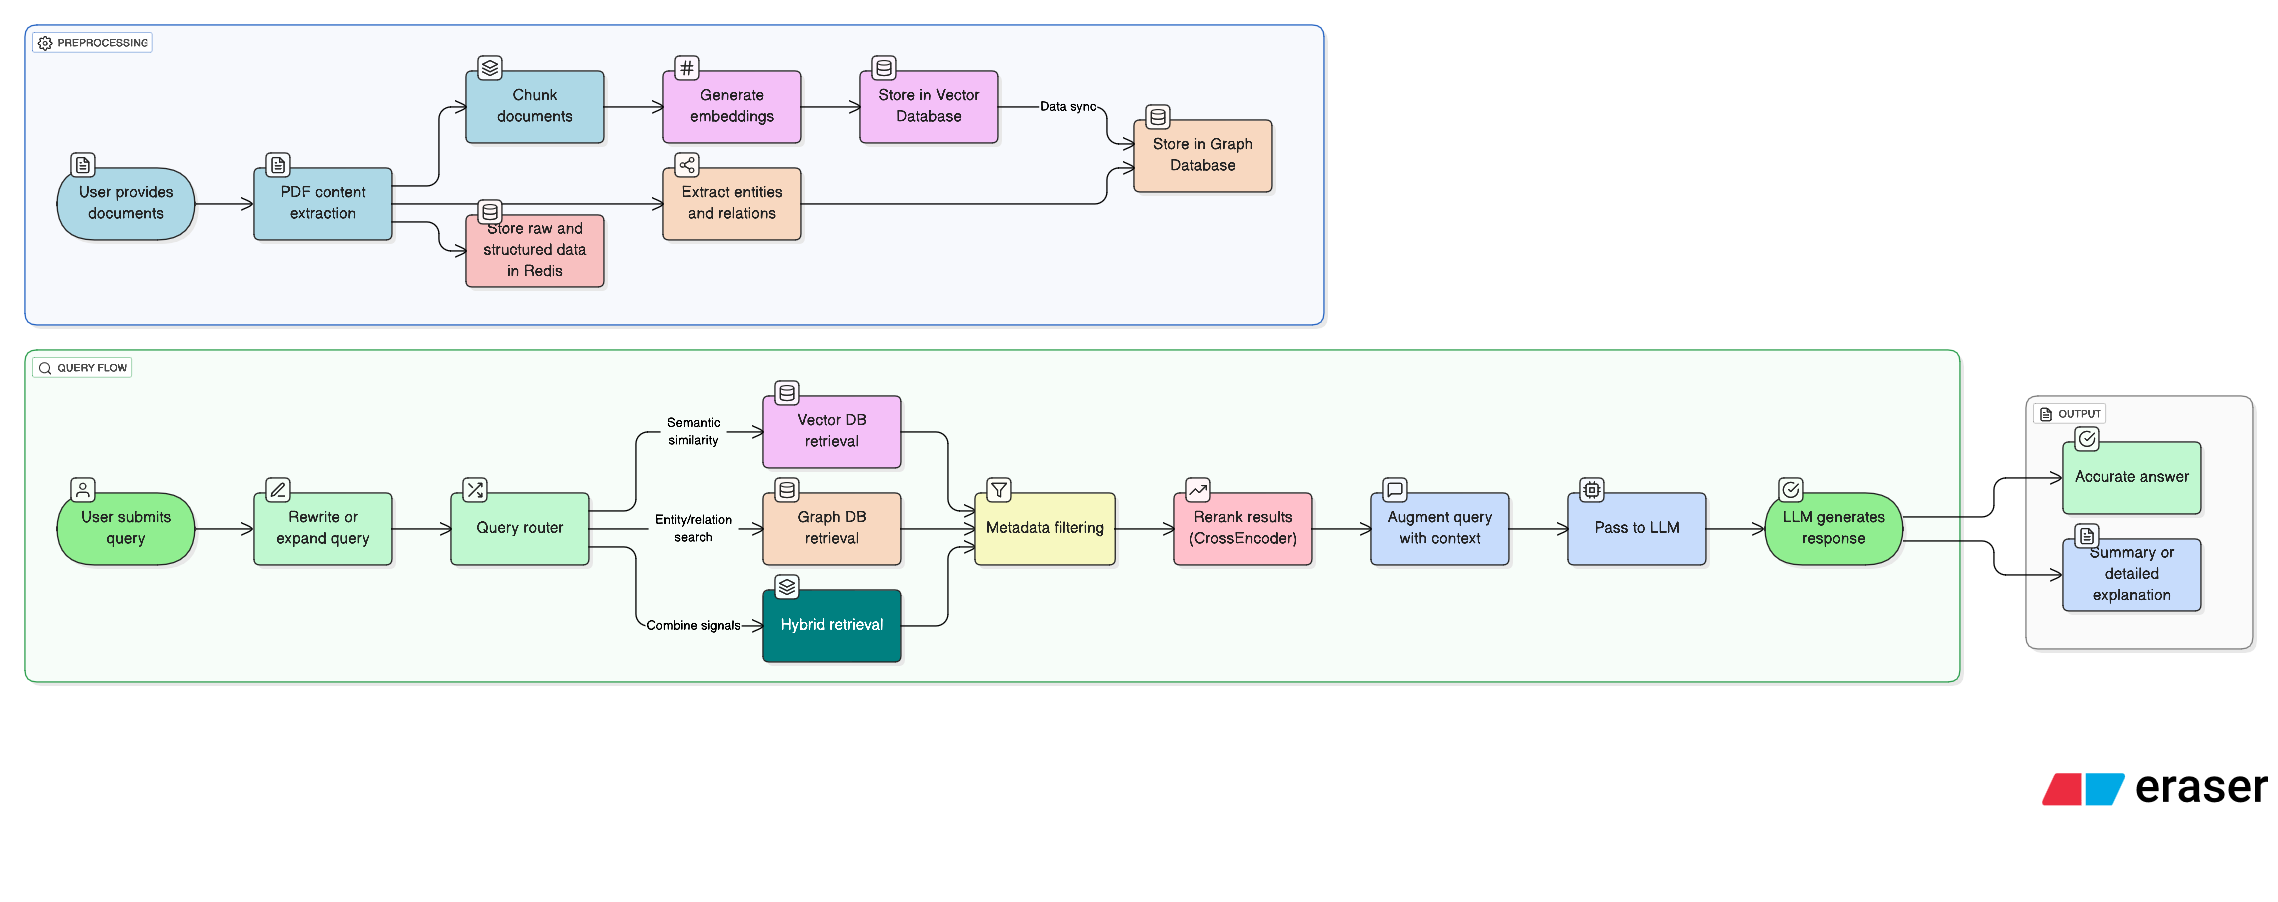 PREPROCESSING
Chunk
documents
Generate
embeddings
Store in Vector
Database
Data sync
Store in Graph
Database
User provides
documents
PDF content
extraction
Extract entities
and relations
Store raw and
structured data
in Redis
QUERY FLOW
User submits
query
Rewrite or
expand query
Query router
Semantic
similarity
Entity/relation
search
Combine signals
Vector DB
retrieval
Graph DB
retrieval
Hybrid retrieval
Metadata filtering
Rerank results
(CrossEncoder)
Augment query
with context
Pass to LLM
LLM generates
response
OUTPUT
Accurate answer
Summary or
detailed
explanation
eraser